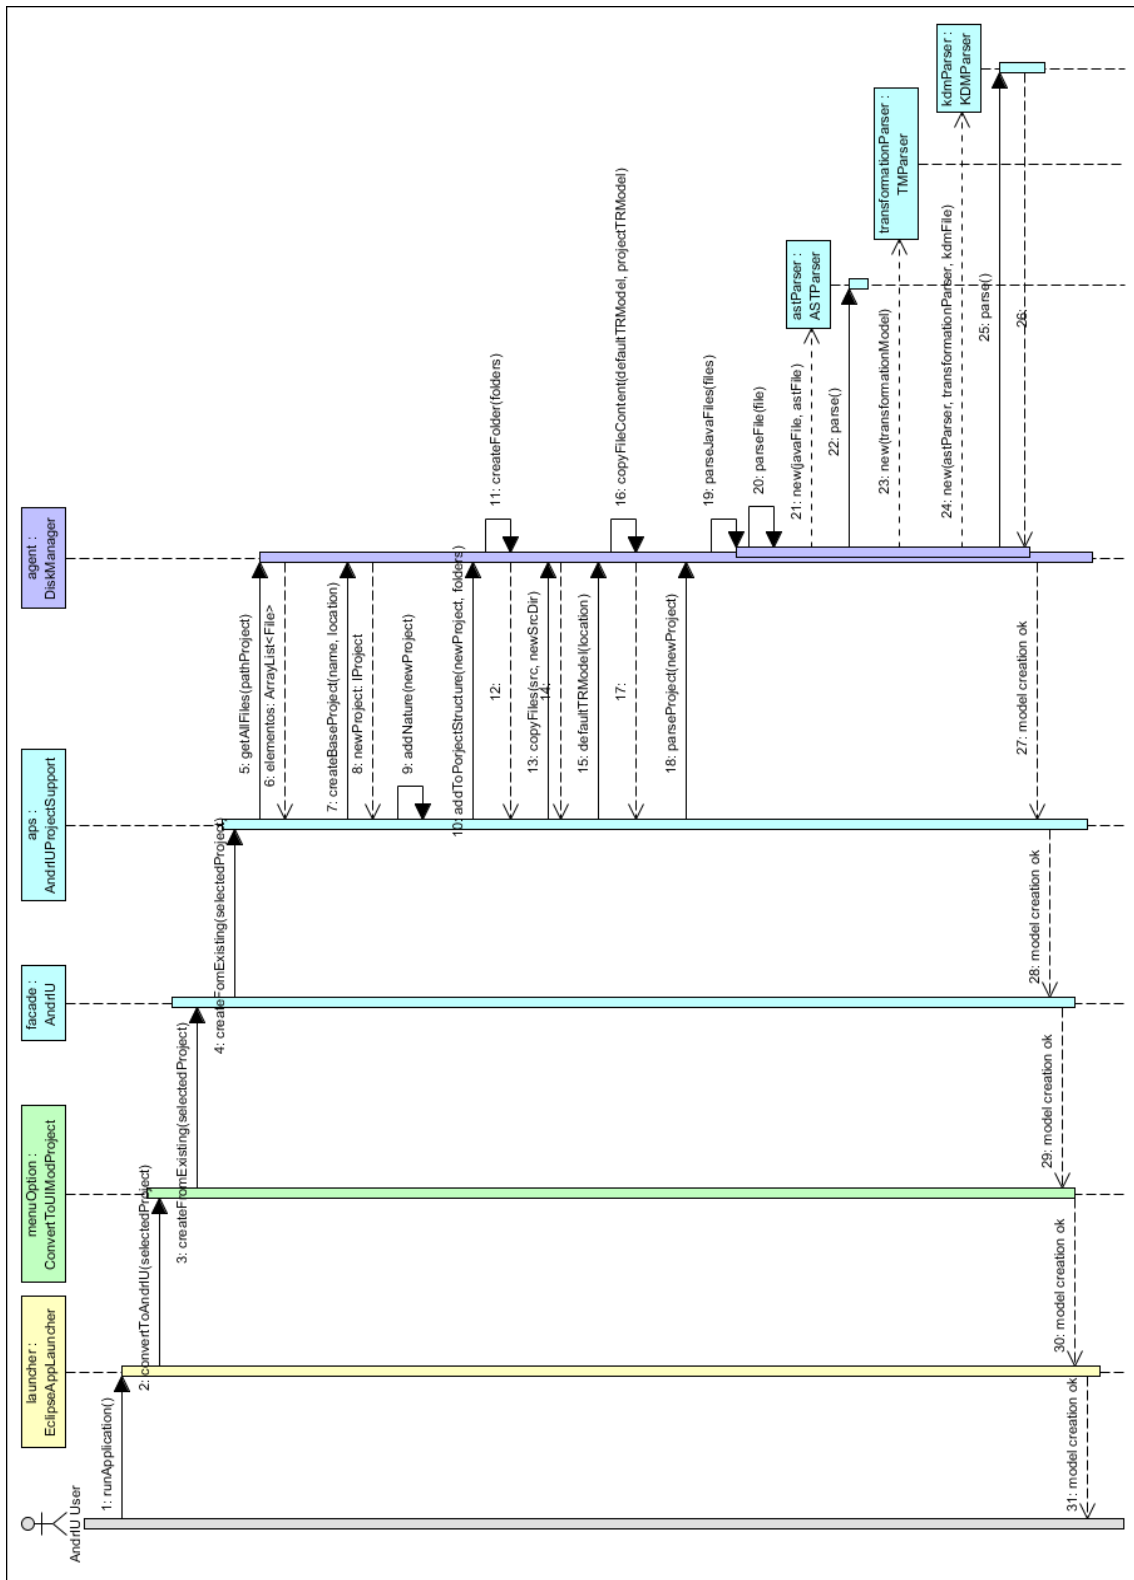 AndrIU User
launcher :
EclipseAppLauncher
menuOption :
ConvertToUIModProject
facade :
AndrIU
aps :
AndrIUProjectSupport
agent :
DiskManager
astParser :
ASTParser
transformationParser :
TMParser
kdmParser :
KDMParser
1: runApplication()
2: convertToAndrIU(selectedProject)
3: createFromExisting(selectedProject)
4: createFomExisting(selectedProject)
5: getAllFiles(pathProject)
6: elementos: ArrayList<File>
7: createBaseProject(name, location)
8: newProject: IProject
9: addNature(newProject)
10: addToPorjectStructure(newProject, folders)
11: createFolder(folders)
12:
13: copyFiles(src, newSrcDir)
14:
15: defaultTRModel(location)
16: copyFileContent(defaultTRModel, projectTRModel)
17:
18: parseProject(newProject)
19: parseJavaFiles(files)
20: parseFile(file)
21: new(javaFile, astFile)
22: parse()
23: new(transformationModel)
24: new(astParser, transformationParser, kdmFile)
25: parse()
26:
27: model creation ok
28: model creation ok
29: model creation ok
30: model creation ok
31: model creation ok